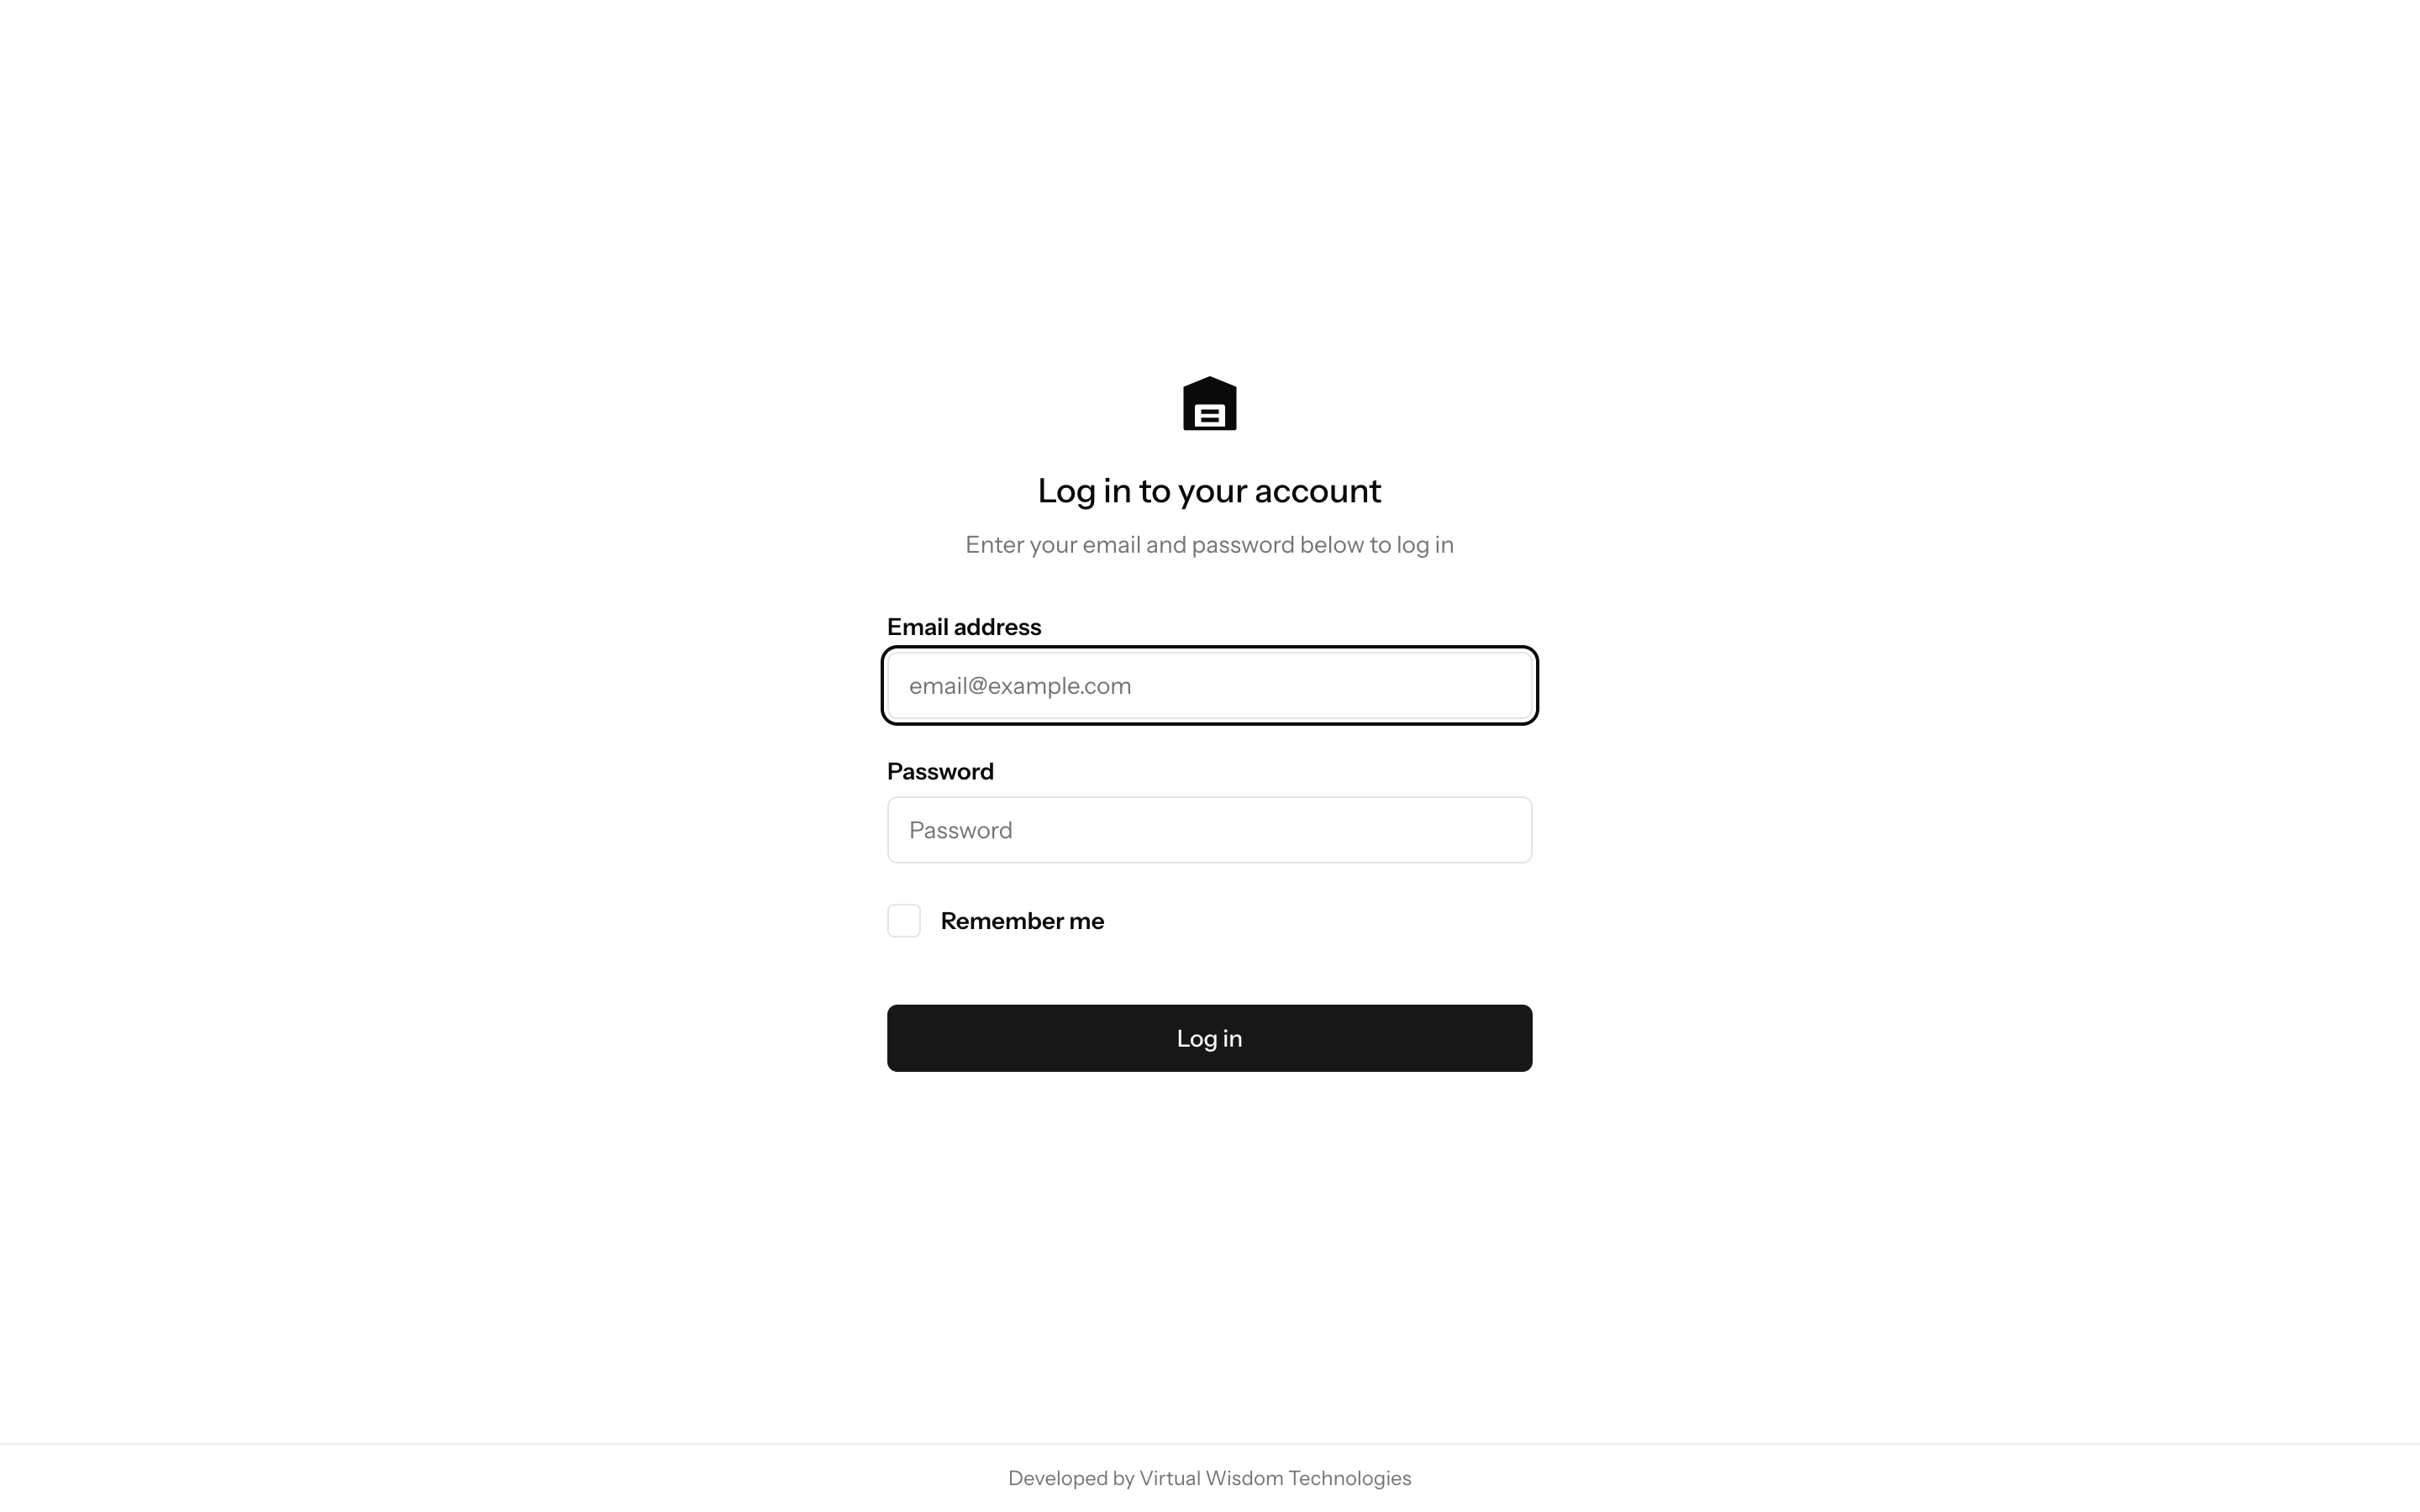 Log in to your account
Enter your email and password below to log in
Email address
email@example.com
Password
Password
Remember me
Log in
Developed by Virtual Wisdom Technologies